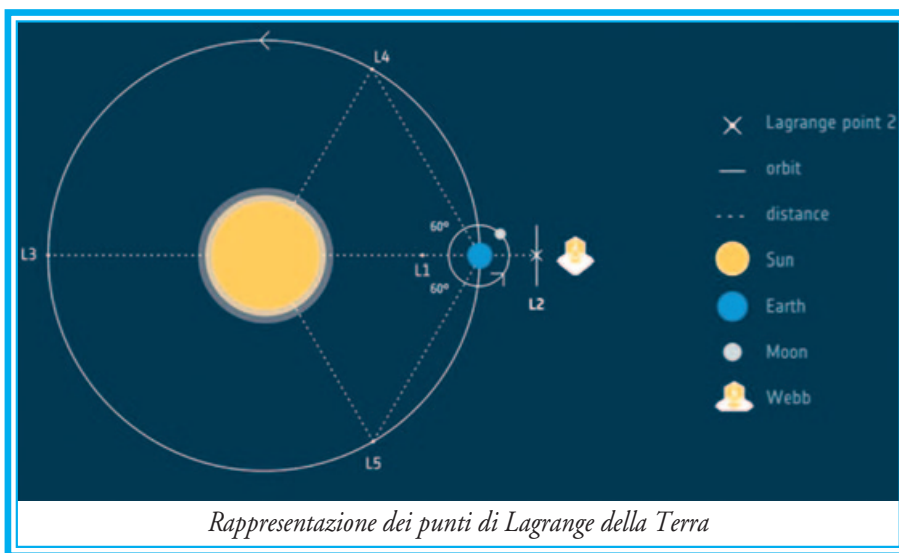 L4
60°
L3
L1
60°
L2
L5
Lagrange point 2
orbit
distance
Sun
Earth
Moon
Webb
Rappresentazione dei punti di Lagrange della Terra